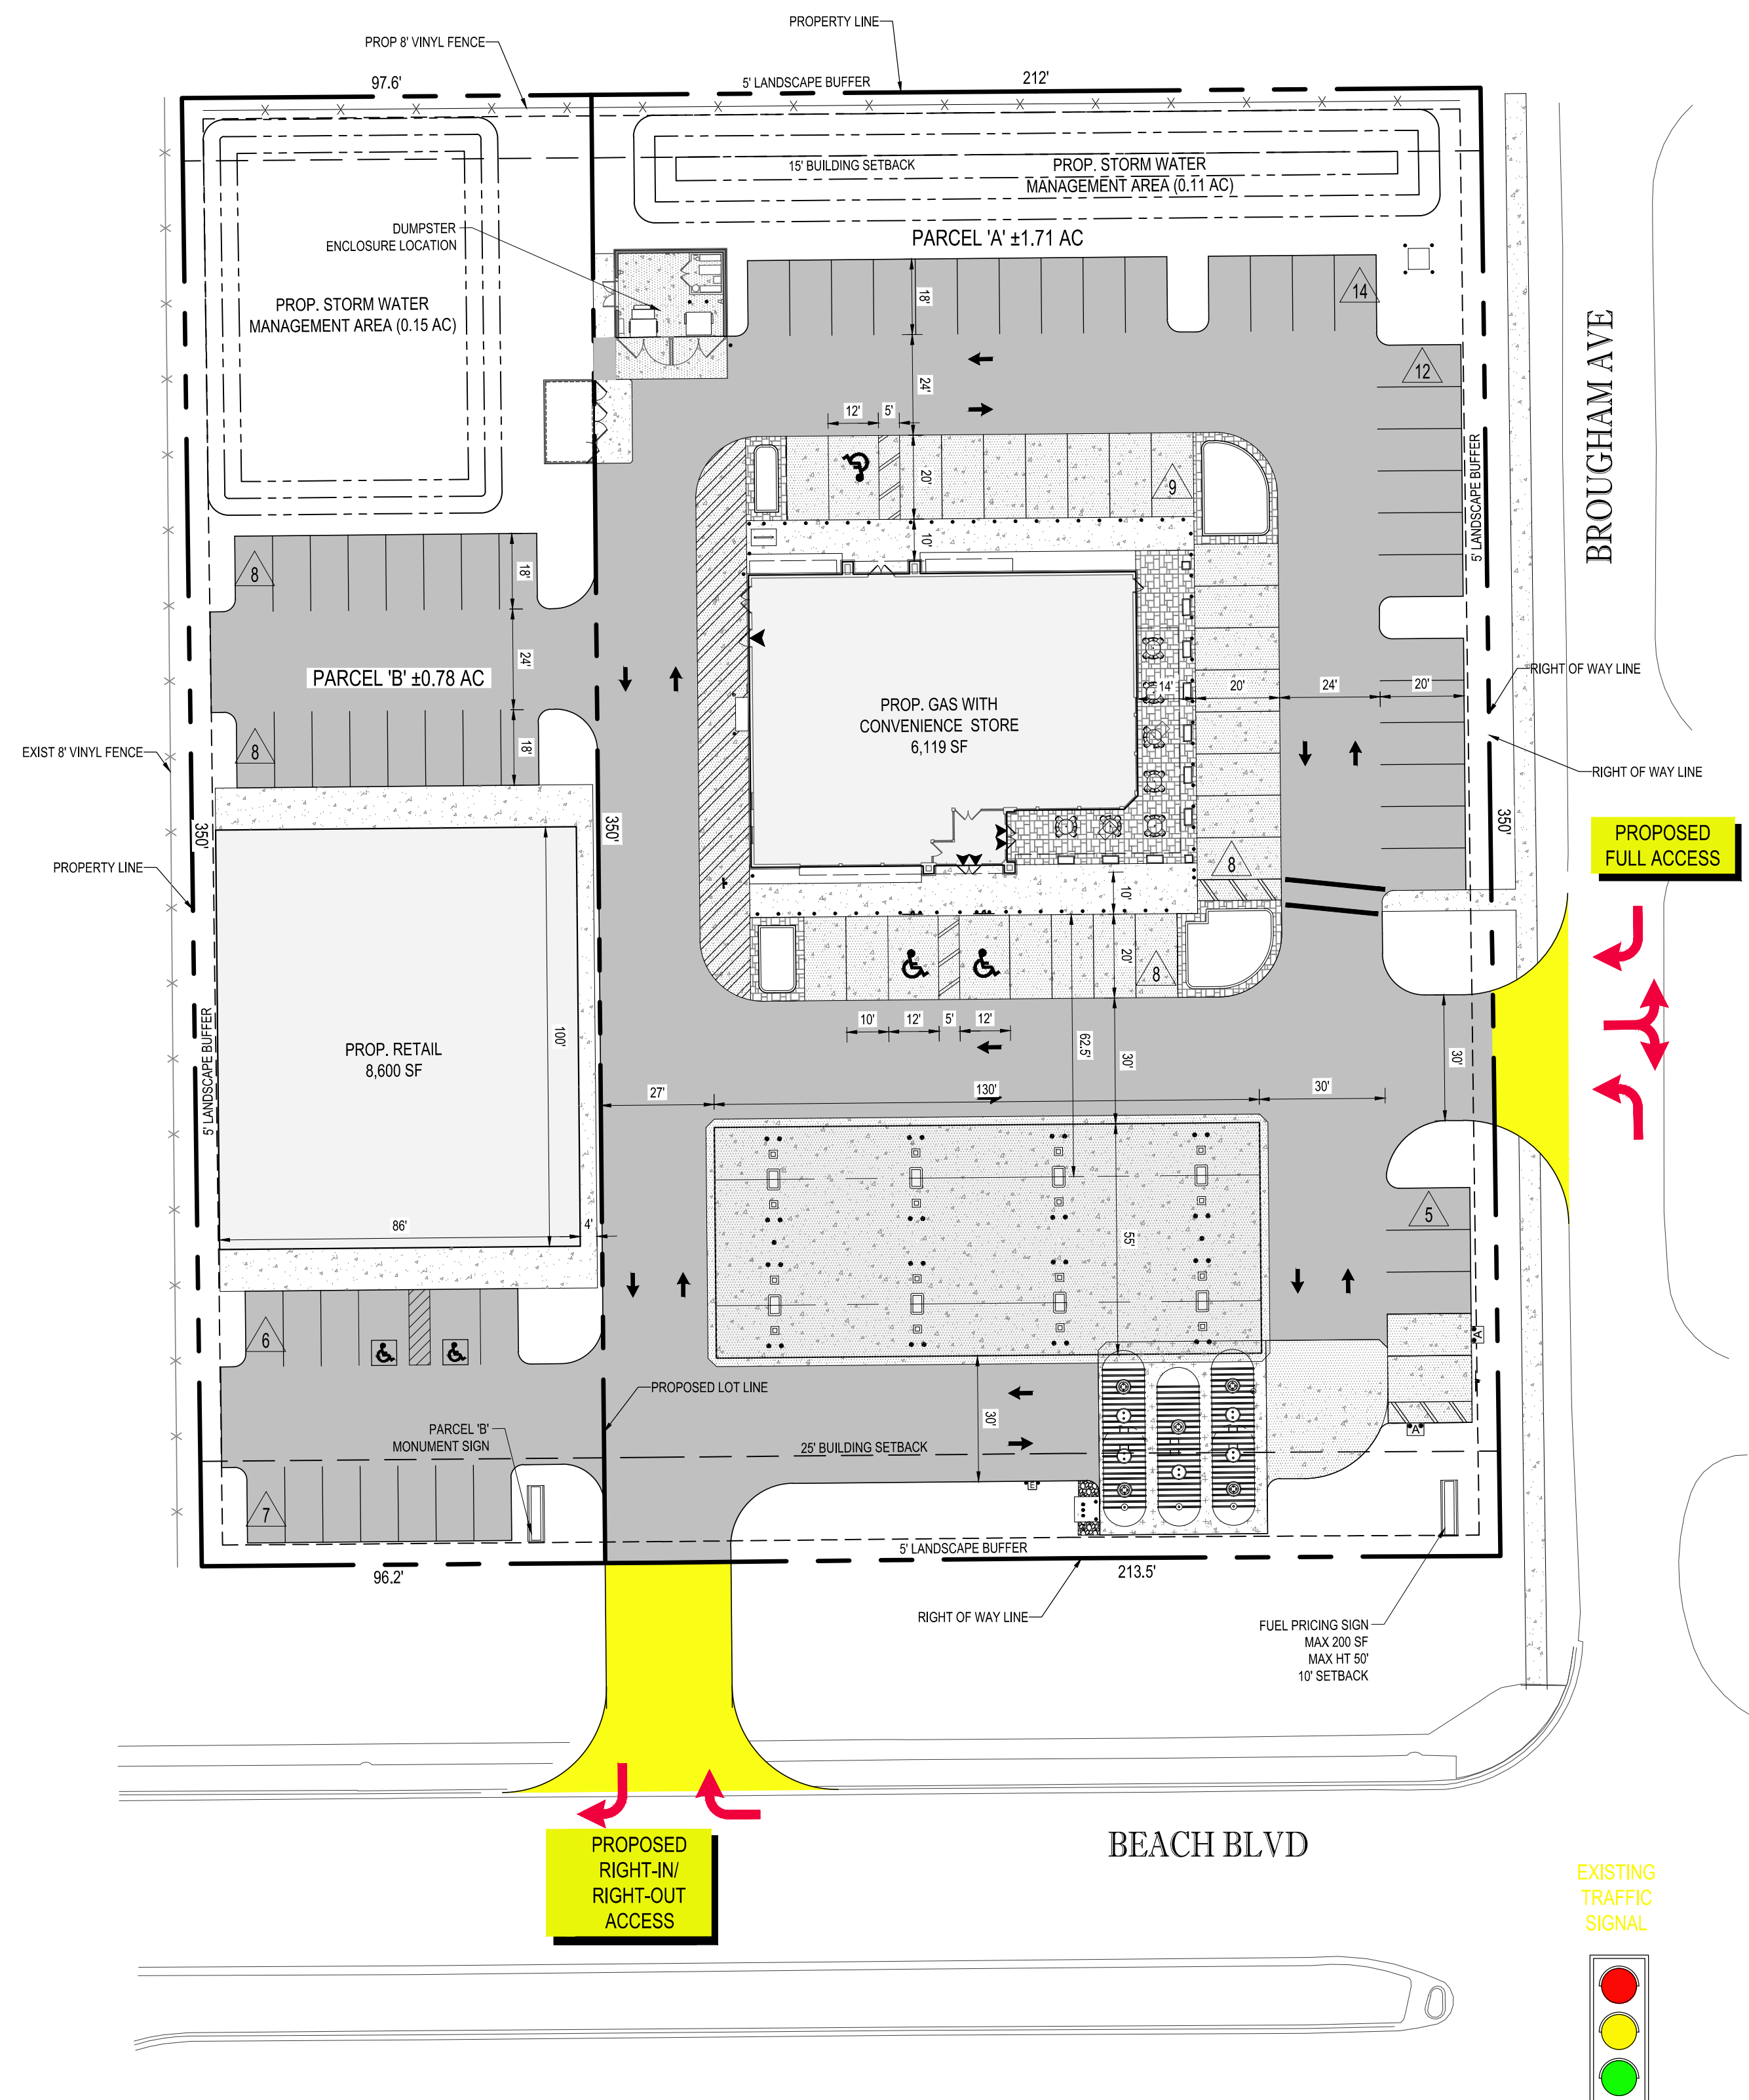 PROPERTY LINE
PROP 8' VINYL FENCE
97.6'
5' LANDSCAPE BUFFER
212'
15' BUILDING SETBACK
PROP. STORM WATER
MANAGEMENT AREA (0.11 AC)
DUMPSTER
ENCLOSURE LOCATION
PARCEL 'A' ±1.71 AC
PROP. STORM WATER
MANAGEMENT AREA (0.15 AC)
18'
14
BROUGHAM AVE
24'
12
12'
5'
5' LANDSCAPE BUFFER
20'
9
10'
8
18'
24'
PARCEL 'B' ±0.78 AC
RIGHT OF WAY LINE
14'
20'
24'
20'
PROP. GAS WITH
CONVENIENCE STORE
6,119 SF
8
18'
EXIST 8' VINYL FENCE
RIGHT OF WAY LINE
350'
350'
350'
PROPOSED
FULL ACCESS
PROPERTY LINE
8
10'
20'
8
10'
12'
5'
12'
62.5'
30'
30'
5' LANDSCAPE BUFFER
100'
PROP. RETAIL
8,600 SF
27'
130'
30'
86'
4'
55'
5
6
A
PROPOSED LOT LINE
30'
PARCEL 'B'
MONUMENT SIGN
25' BUILDING SETBACK
A
E
7
5' LANDSCAPE BUFFER
96.2'
213.5'
RIGHT OF WAY LINE
FUEL PRICING SIGN
MAX 200 SF
MAX HT 50'
10' SETBACK
PROPOSED
RIGHT-IN/
RIGHT-OUT
ACCESS
BEACH BLVD
EXISTING
TRAFFIC
SIGNAL